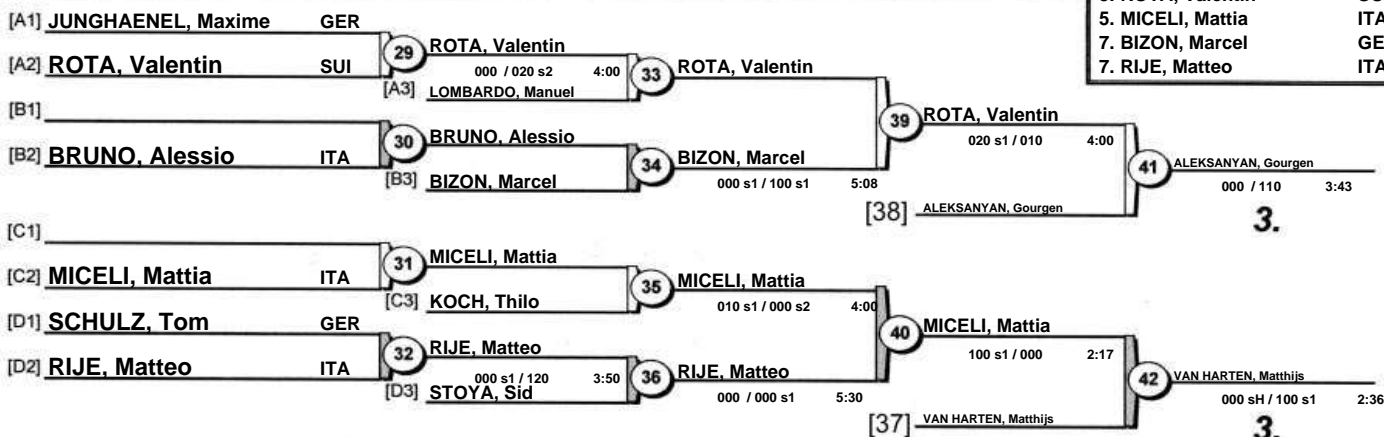 [A1] JUNGHAENEL, Maxime GER
[A2] ROTA, Valentin SUI
29
ROTA, Valentin
000 / 020 s2 4:00
[A3] LOMBARDO, Manuel
33
ROTA, Valentin
[B1]
[B2] BRUNO, Alessio ITA
30
BRUNO, Alessio
[B3] BIZON, Marcel
34
BIZON, Marcel
000 s1 / 100 s1 5:08
39
ROTA, Valentin
020 s1 / 010 4:00
[38] ALEKSANYAN, Gourgen
41
ALEKSANYAN, Gourgen
000 / 110 3:43
3.
[C1]
[C2] MICELI, Mattia ITA
31
MICELI, Mattia
[C3] KOCH, Thilo
35
MICELI, Mattia
010 s1 / 000 s2 4:00
[D1] SCHULZ, Tom GER
[D2] RIJE, Matteo ITA
32
RIJE, Matteo
000 s1 / 120 3:50
[D3] STOYA, Sid
36
RIJE, Matteo
000 / 000 s1 5:30
40
MICELI, Mattia
100 s1 / 000 2:17
[37] VAN HARTEN, Matthijs
42
VAN HARTEN, Matthijs
000 sH / 100 s1 2:36
3.
5. MICELI, Mattia ITA
7. BIZON, Marcel GE
7. RIJE, Matteo ITA